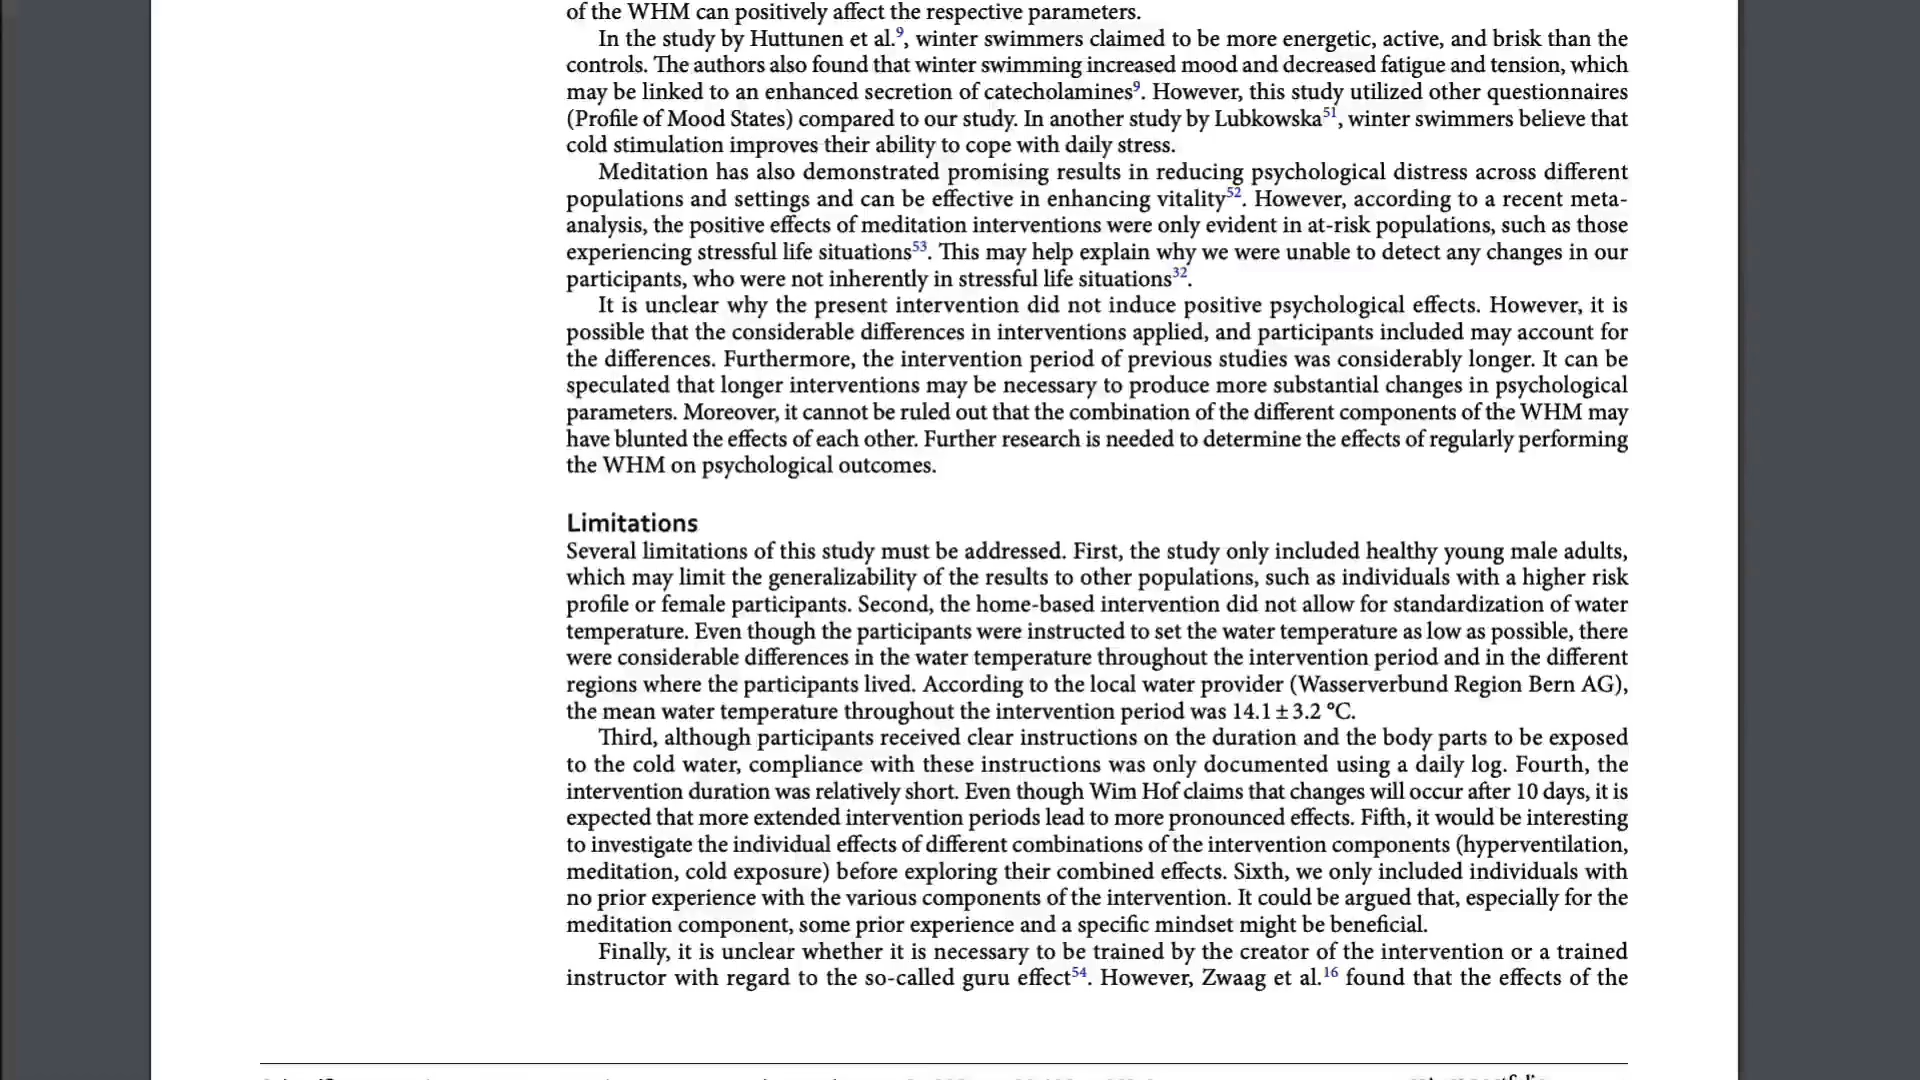 of the WHM can positively affect the respective parameters.
In the study by Huttunen et al.9, winter swimmers claimed to be more energetic, active, and brisk than the
controls. The authors also found that winter swimming increased mood and decreased fatigue and tension, which
may be linked to an enhanced secretion of catecholamines9. However, this study utilized other questionnaires
(Profile of Mood States) compared to our study. In another study by Lubkowska51, winter swimmers believe that
cold stimulation improves their ability to cope with daily stress.
Meditation has also demonstrated promising results in reducing psychological distress across different
populations and settings and can be effective in enhancing vitality52. However, according to a recent meta-
analysis, the positive effects of meditation interventions were only evident in at-risk populations, such as those
experiencing stressful life situations53. This may help explain why we were unable to detect any changes in our
participants, who were not inherently in stressful life situations32.
It is unclear why the present intervention did not induce positive psychological effects. However, it is
possible that the considerable differences in interventions applied, and participants included may account for
the differences. Furthermore, the intervention period of previous studies was considerably longer. It can be
speculated that longer interventions may be necessary to produce more substantial changes in psychological
parameters. Moreover, it cannot be ruled out that the combination of the different components of the WHM may
have blunted the effects of each other. Further research is needed to determine the effects of regularly performing
the WHM on psychological outcomes.
Limitations
Several limitations of this study must be addressed. First, the study only included healthy young male adults,
which may limit the generalizability of the results to other populations, such as individuals with a higher risk
profile or female participants. Second, the home-based intervention did not allow for standardization of water
temperature. Even though the participants were instructed to set the water temperature as low as possible, there
were considerable differences in the water temperature throughout the intervention period and in the different
regions where the participants lived. According to the local water provider (Wasserverbund Region Bern AG),
the mean water temperature throughout the intervention period was 14.1 ± 3.2 °C.
Third, although participants received clear instructions on the duration and the body parts to be exposed
to the cold water, compliance with these instructions was only documented using a daily log. Fourth, the
intervention duration was relatively short. Even though Wim Hof claims that changes will occur after 10 days, it is
expected that more extended intervention periods lead to more pronounced effects. Fifth, it would be interesting
to investigate the individual effects of different combinations of the intervention components (hyperventilation,
meditation, cold exposure) before exploring their combined effects. Sixth, we only included individuals with
no prior experience with the various components of the intervention. It could be argued that, especially for the
meditation component, some prior experience and a specific mindset might be beneficial.
Finally, it is unclear whether it is necessary to be trained by the creator of the intervention or a trained
instructor with regard to the so-called guru effect54. However, Zwaag et al.16 found that the effects of the